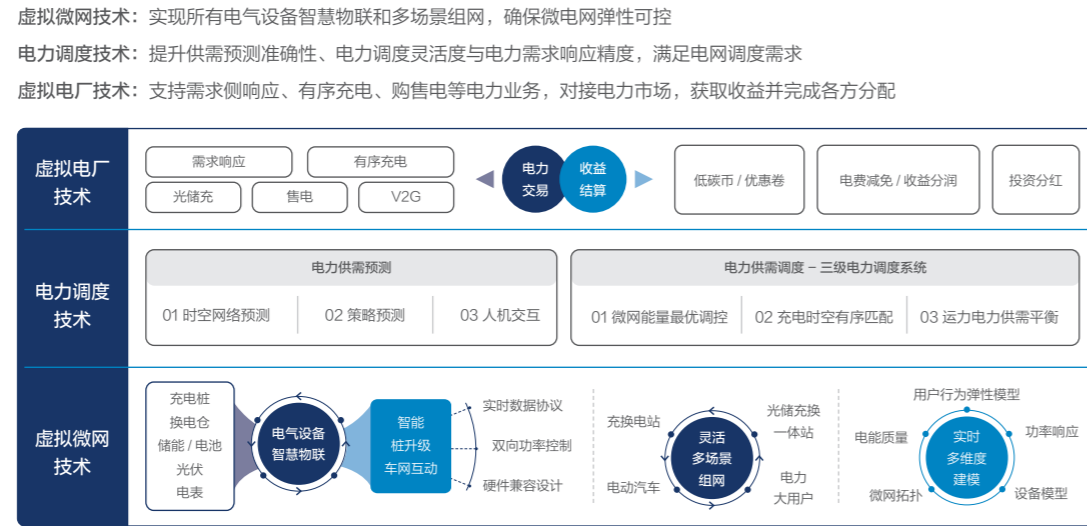 虚拟微网技术：实现所有电气设备智慧物联和多场景组网，确保微电网弹性可控
电力调度技术：提升供需预测准确性、电力调度灵活度与电力需求响应精度，满足电网调度需求
虚拟电厂技术：支持需求侧响应、有序充电、购售电等电力业务，对接电力市场，获取收益并完成各方分配
虚拟电厂
技术
需求响应
有序充电
光储充
售电
V2G
电力
交易
收益
结算
低碳币 / 优惠卷
电费减免 / 收益分润
投资分红
电力调度
技术
电力供需预测
01 时空网络预测
02 策略预测
03 人机交互
电力供需调度 – 三级电力调度系统
01 微网能量最优调控
02 充电时空有序匹配
03 运力电力供需平衡
虚拟微网
技术
充电桩
换电仓
储能 / 电池
光伏
电表
电气设备
智慧物联
智能
桩升级
车网互动
实时数据协议
双向功率控制
硬件兼容设计
充换电站
电动汽车
灵活
多场景
组网
光储充换
一体站
电力
大用户
用户行为弹性模型
电能质量
功率响应
实时
多维度
建模
微网拓扑
设备模型